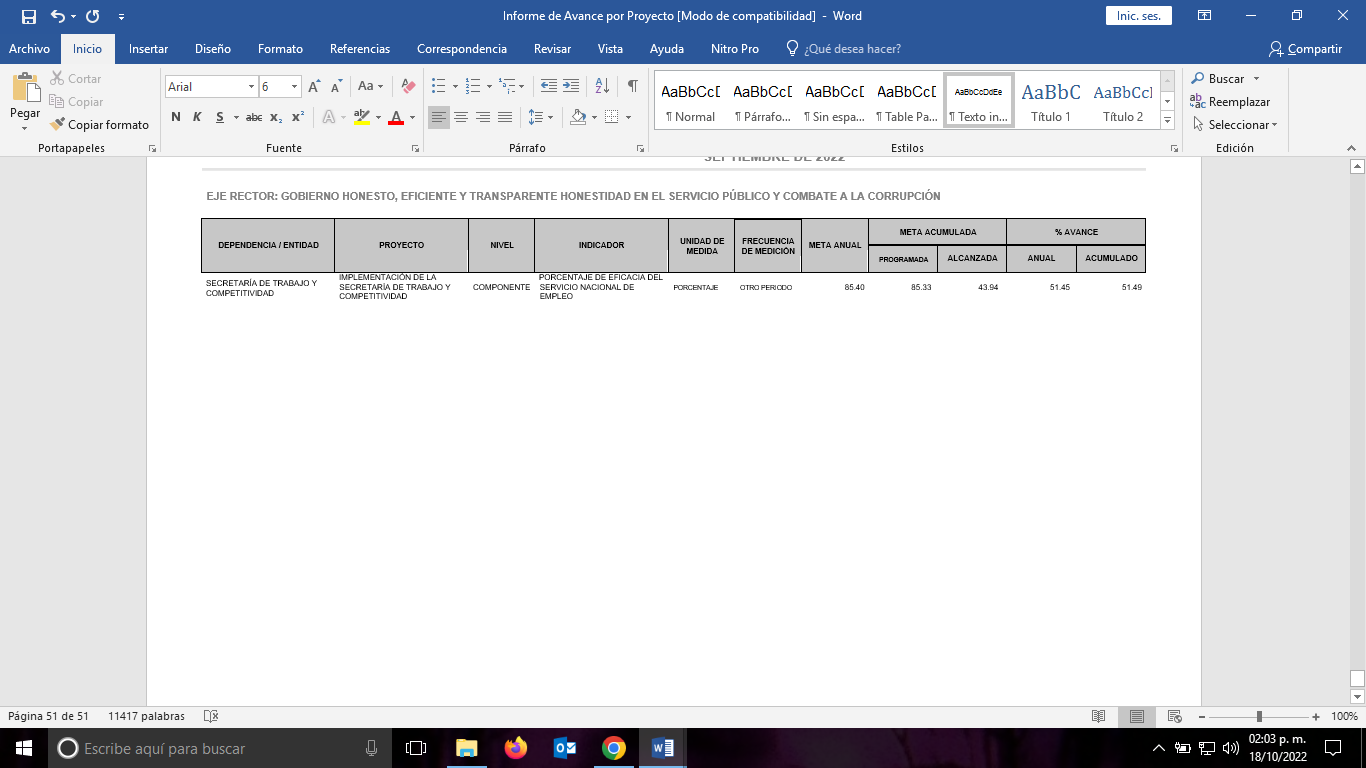 Informe de Avance por Proyecto [Modo de compatibilidad] - Word
Inic. ses.
Archivo
Inicio
Insertar
Diseño
Formato
Referencias
Correspondencia
Revisar
Vista
Ayuda
Nitro Pro
¿Qué desea hacer?
Compartir
Pegar
Cortar
Copiar
Copiar formato
Portapapeles
Arial
6
N K S abc x₂ x²
Fuente
Párrafo
AaBbCcD
¶ Normal
AaBbCcD
¶ Párrafo...
AaBbCcD
¶ Sin espa...
AaBbCcD
¶ Table Pa...
AaBbCcDdEe
¶ Texto in...
AaBbC
Título 1
AaBbCcI
Título 2
Estilos
Buscar
Reemplazar
Seleccionar
Edición
SEPTIEMBRE DE 2022
EJE RECTOR: GOBIERNO HONESTO, EFICIENTE Y TRANSPARENTE HONESTIDAD EN EL SERVICIO PÚBLICO Y COMBATE A LA CORRUPCIÓN
DEPENDENCIA / ENTIDAD
PROYECTO
NIVEL
INDICADOR
UNIDAD DE
MEDIDA
FRECUENCIA
DE MEDICIÓN
META ANUAL
META ACUMULADA
PROGRAMADA
ALCANZADA
% AVANCE
ANUAL
ACUMULADO
SECRETARÍA DE TRABAJO Y
COMPETITIVIDAD
IMPLEMENTACIÓN DE LA
SECRETARÍA DE TRABAJO Y
COMPETITIVIDAD
COMPONENTE
PORCENTAJE DE EFICACIA DEL
SERVICIO NACIONAL DE
EMPLEO
PORCENTAJE
OTRO PERIODO
85.40
85.33
43.94
51.45
51.49
Página 51 de 51
11417 palabras
100%
Escribe aquí para buscar
02:03 p. m.
18/10/2022